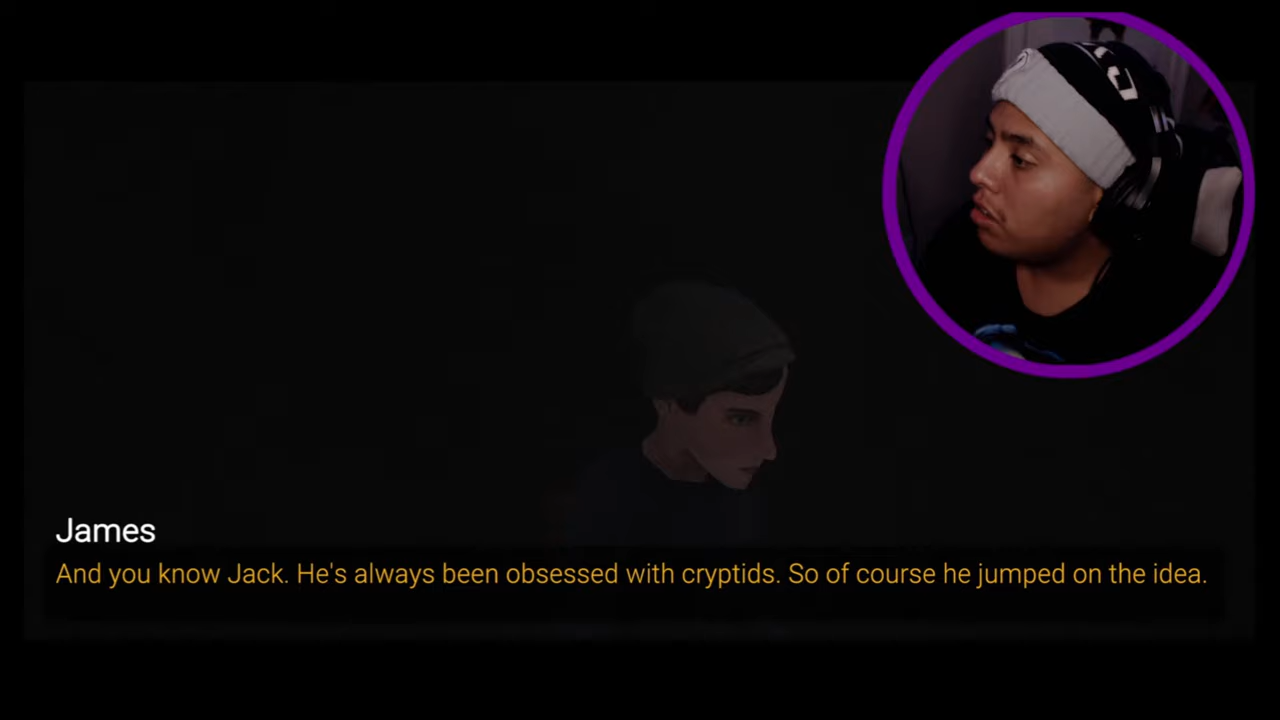 James
And you know Jack. He's always been obsessed with cryptids. So of course he jumped on the idea.